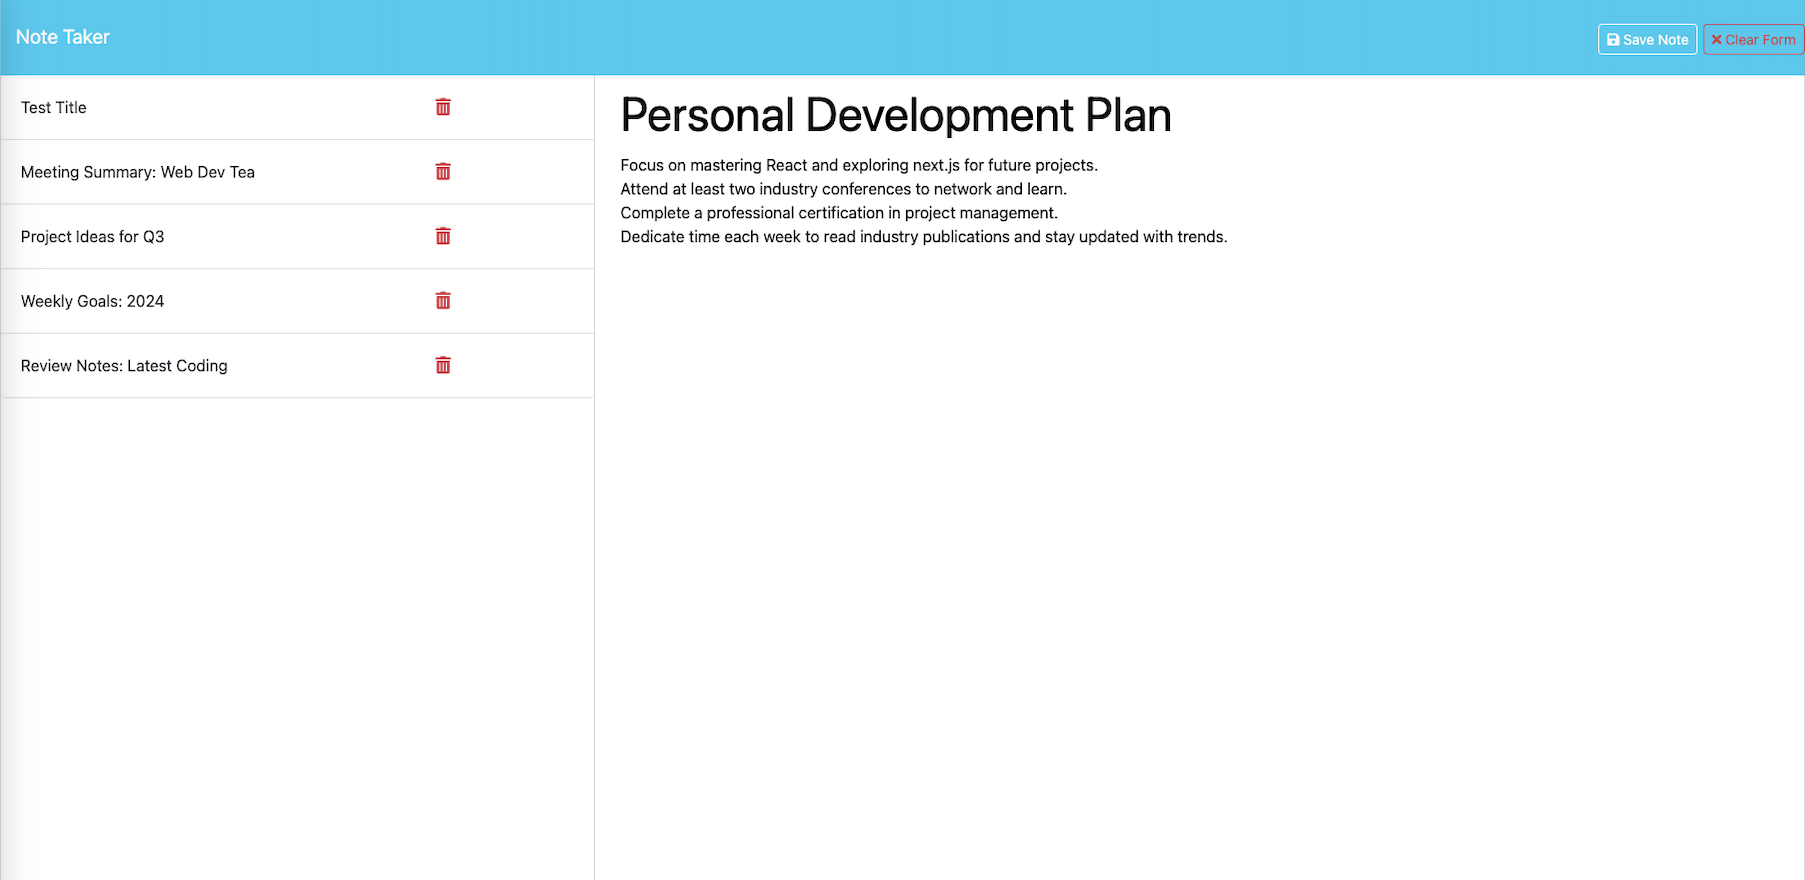 Note Taker
Save Note
Clear Form
Test Title
Meeting Summary: Web Dev Tea
Project Ideas for Q3
Weekly Goals: 2024
Review Notes: Latest Coding
Personal Development Plan
Focus on mastering React and exploring next.js for future projects.
Attend at least two industry conferences to network and learn.
Complete a professional certification in project management.
Dedicate time each week to read industry publications and stay updated with trends.